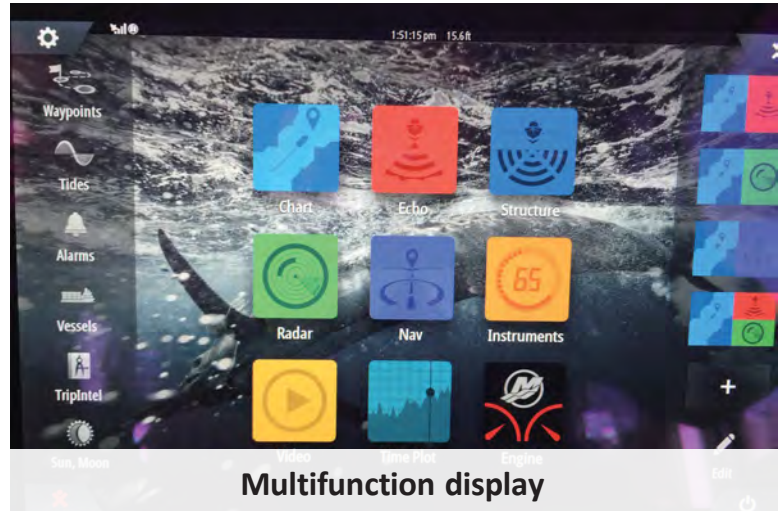 1:51:15 pm 15.6ft
Waypoints
Tides
Alarms
Vessels
TripIntel
Sun, Moon
Chart
Echo
Structure
Radar
Nav
65
Instruments
Video
Time Plot
Engine
Edit
Multifunction display